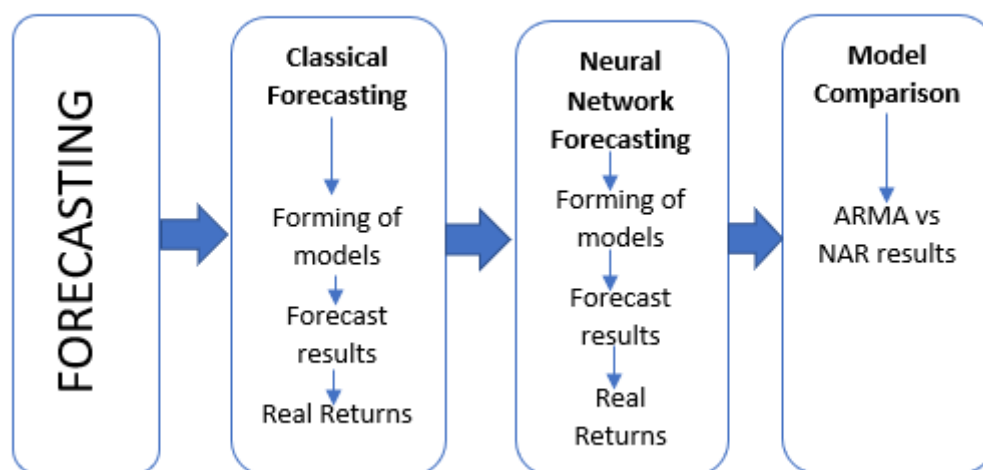 FORECASTING
Classical
Forecasting
Forming of
models
Forecast
results
Real Returns
Neural
Network
Forecasting
Forming of
models
Forecast
results
Real
Returns
Model
Comparison
ARMA vs
NAR results